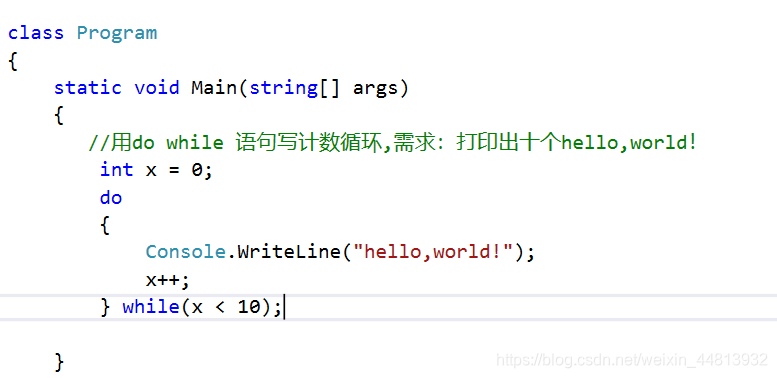 class Program
{
    static void Main(string[] args)
    {
        //用do while 语句写计数循环,需求: 打印出十个hello,world!
        int x = 0;
        do
        {
            Console.WriteLine("hello,world!");
            x++;
        } while(x < 10);
    }
https://blog.csdn.net/weixin_44813932